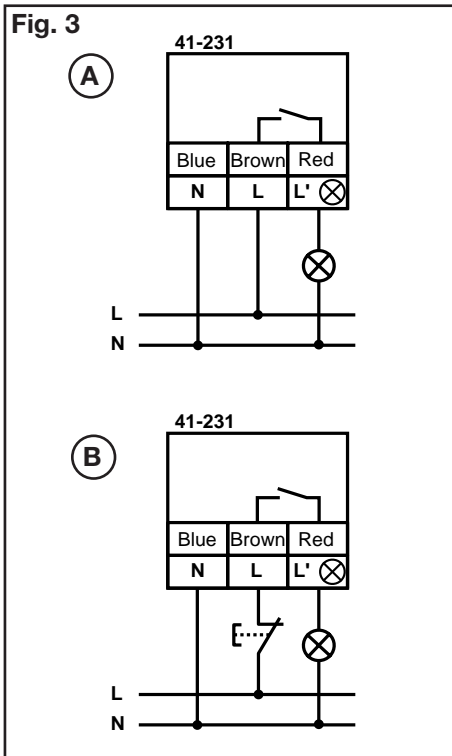 Fig. 3
41-231
A
Blue Brown Red
N L L'
L
N
41-231
B
Blue Brown Red
N L L'
L
N